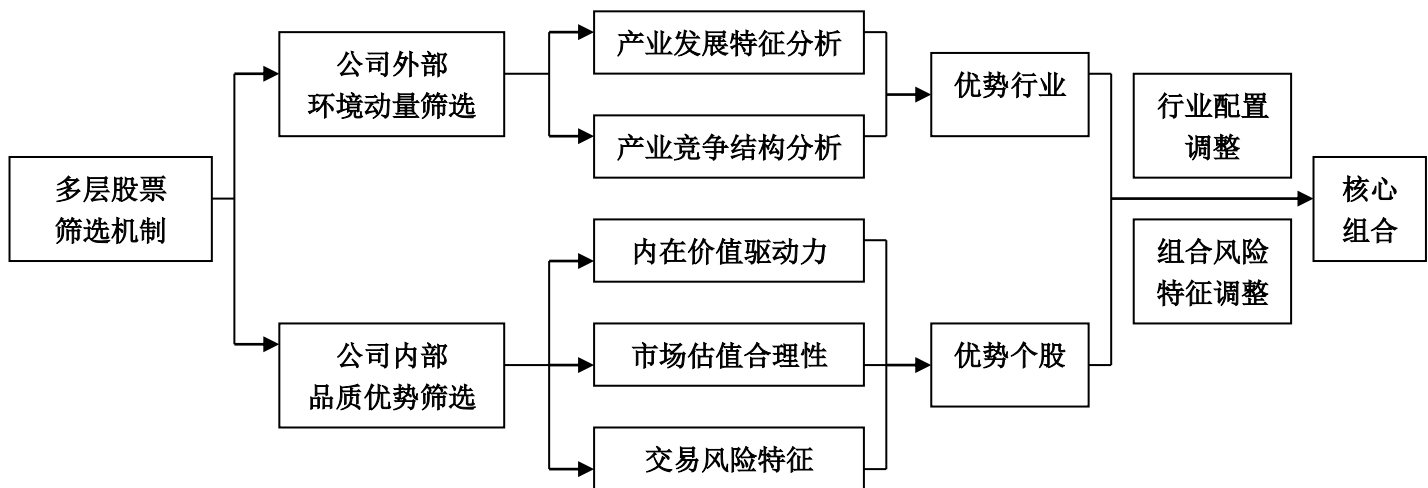 多层股票
筛选机制
公司外部
环境动量筛选
产业发展特征分析
产业竞争结构分析
优势行业
公司内部
品质优势筛选
内在价值驱动力
市场估值合理性
交易风险特征
优势个股
行业配置
调整
组合风险
特征调整
核心
组合